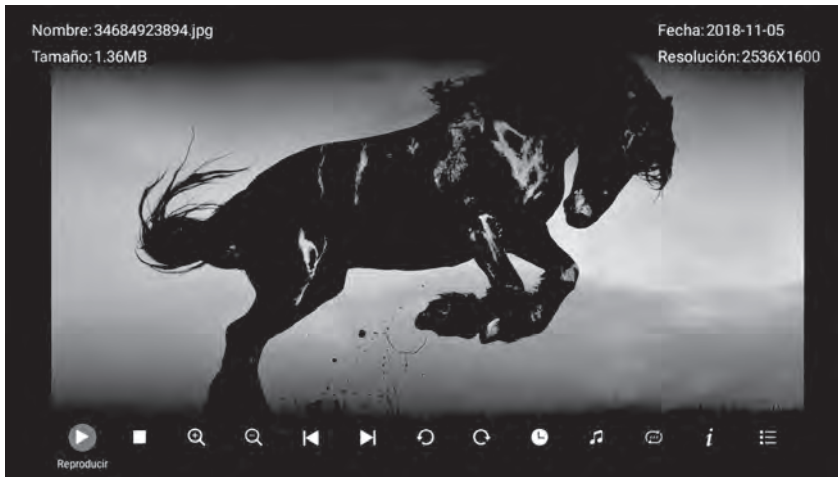 Nombre: 34684923894.jpg
Tamaño: 1.36MB
Fecha: 2018-11-05
Resolución: 2536X1600
Reproducir